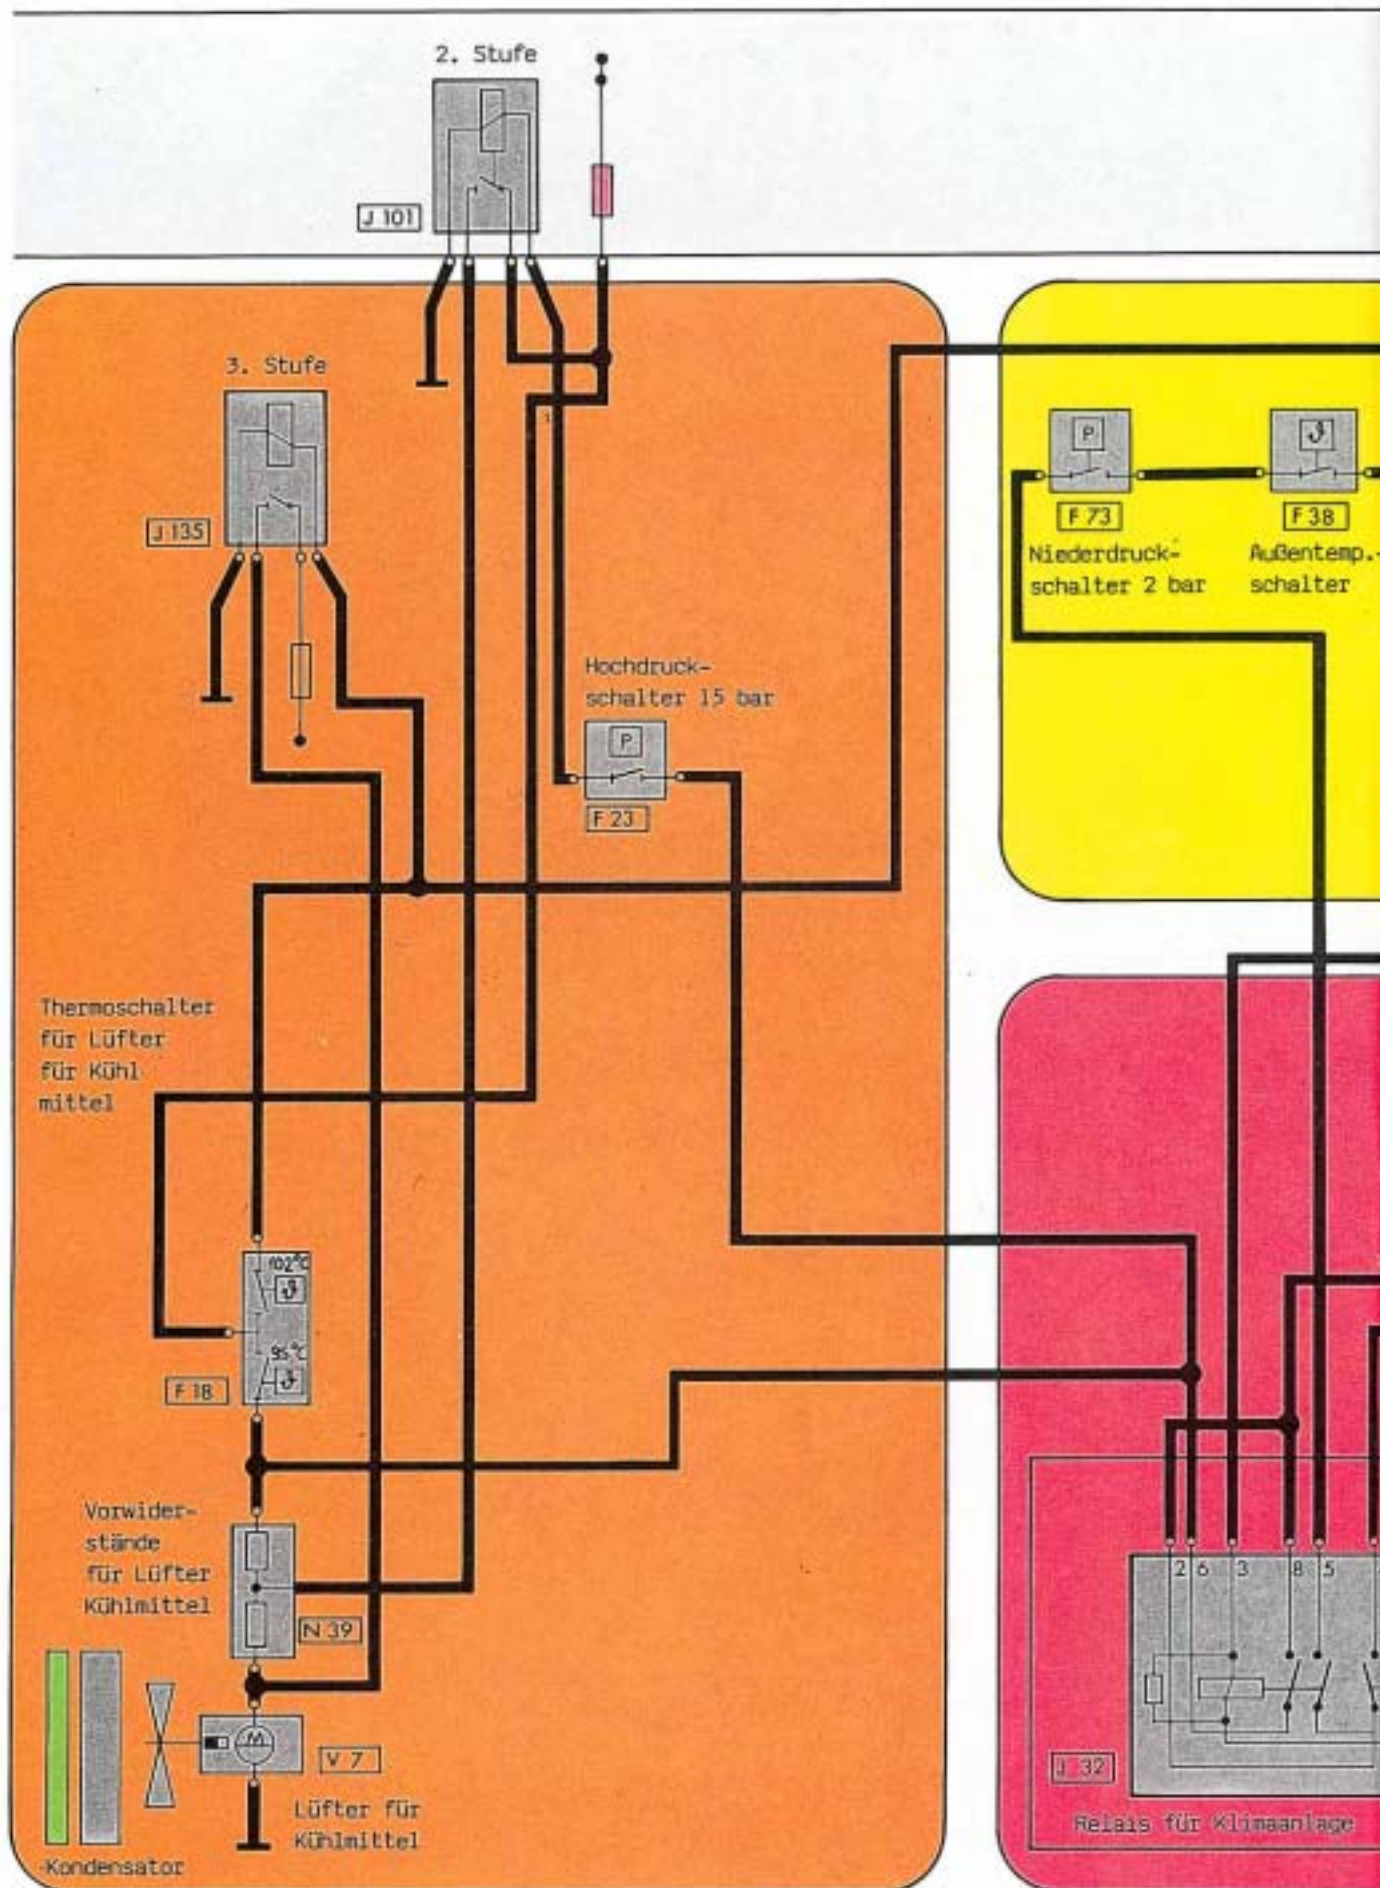 2. Stufe
J 101
3. Stufe
J 135
P
F 73
Niederdruck-
schalter 2 bar
ϑ
F 38
Außentemp.-
schalter
Hochdruck-
schalter 15 bar
P
F 23
Thermoschalter
für Lüfter
für Kühl
mittel
102°C
ϑ
95°C
ϑ
F 18
Vorwider-
stände
für Lüfter
Kühlmittel
N 39
M
V 7
Lüfter für
Kühlmittel
-Kondensator
2 6 3 8 5
J 32
Relais für Klimaanlage